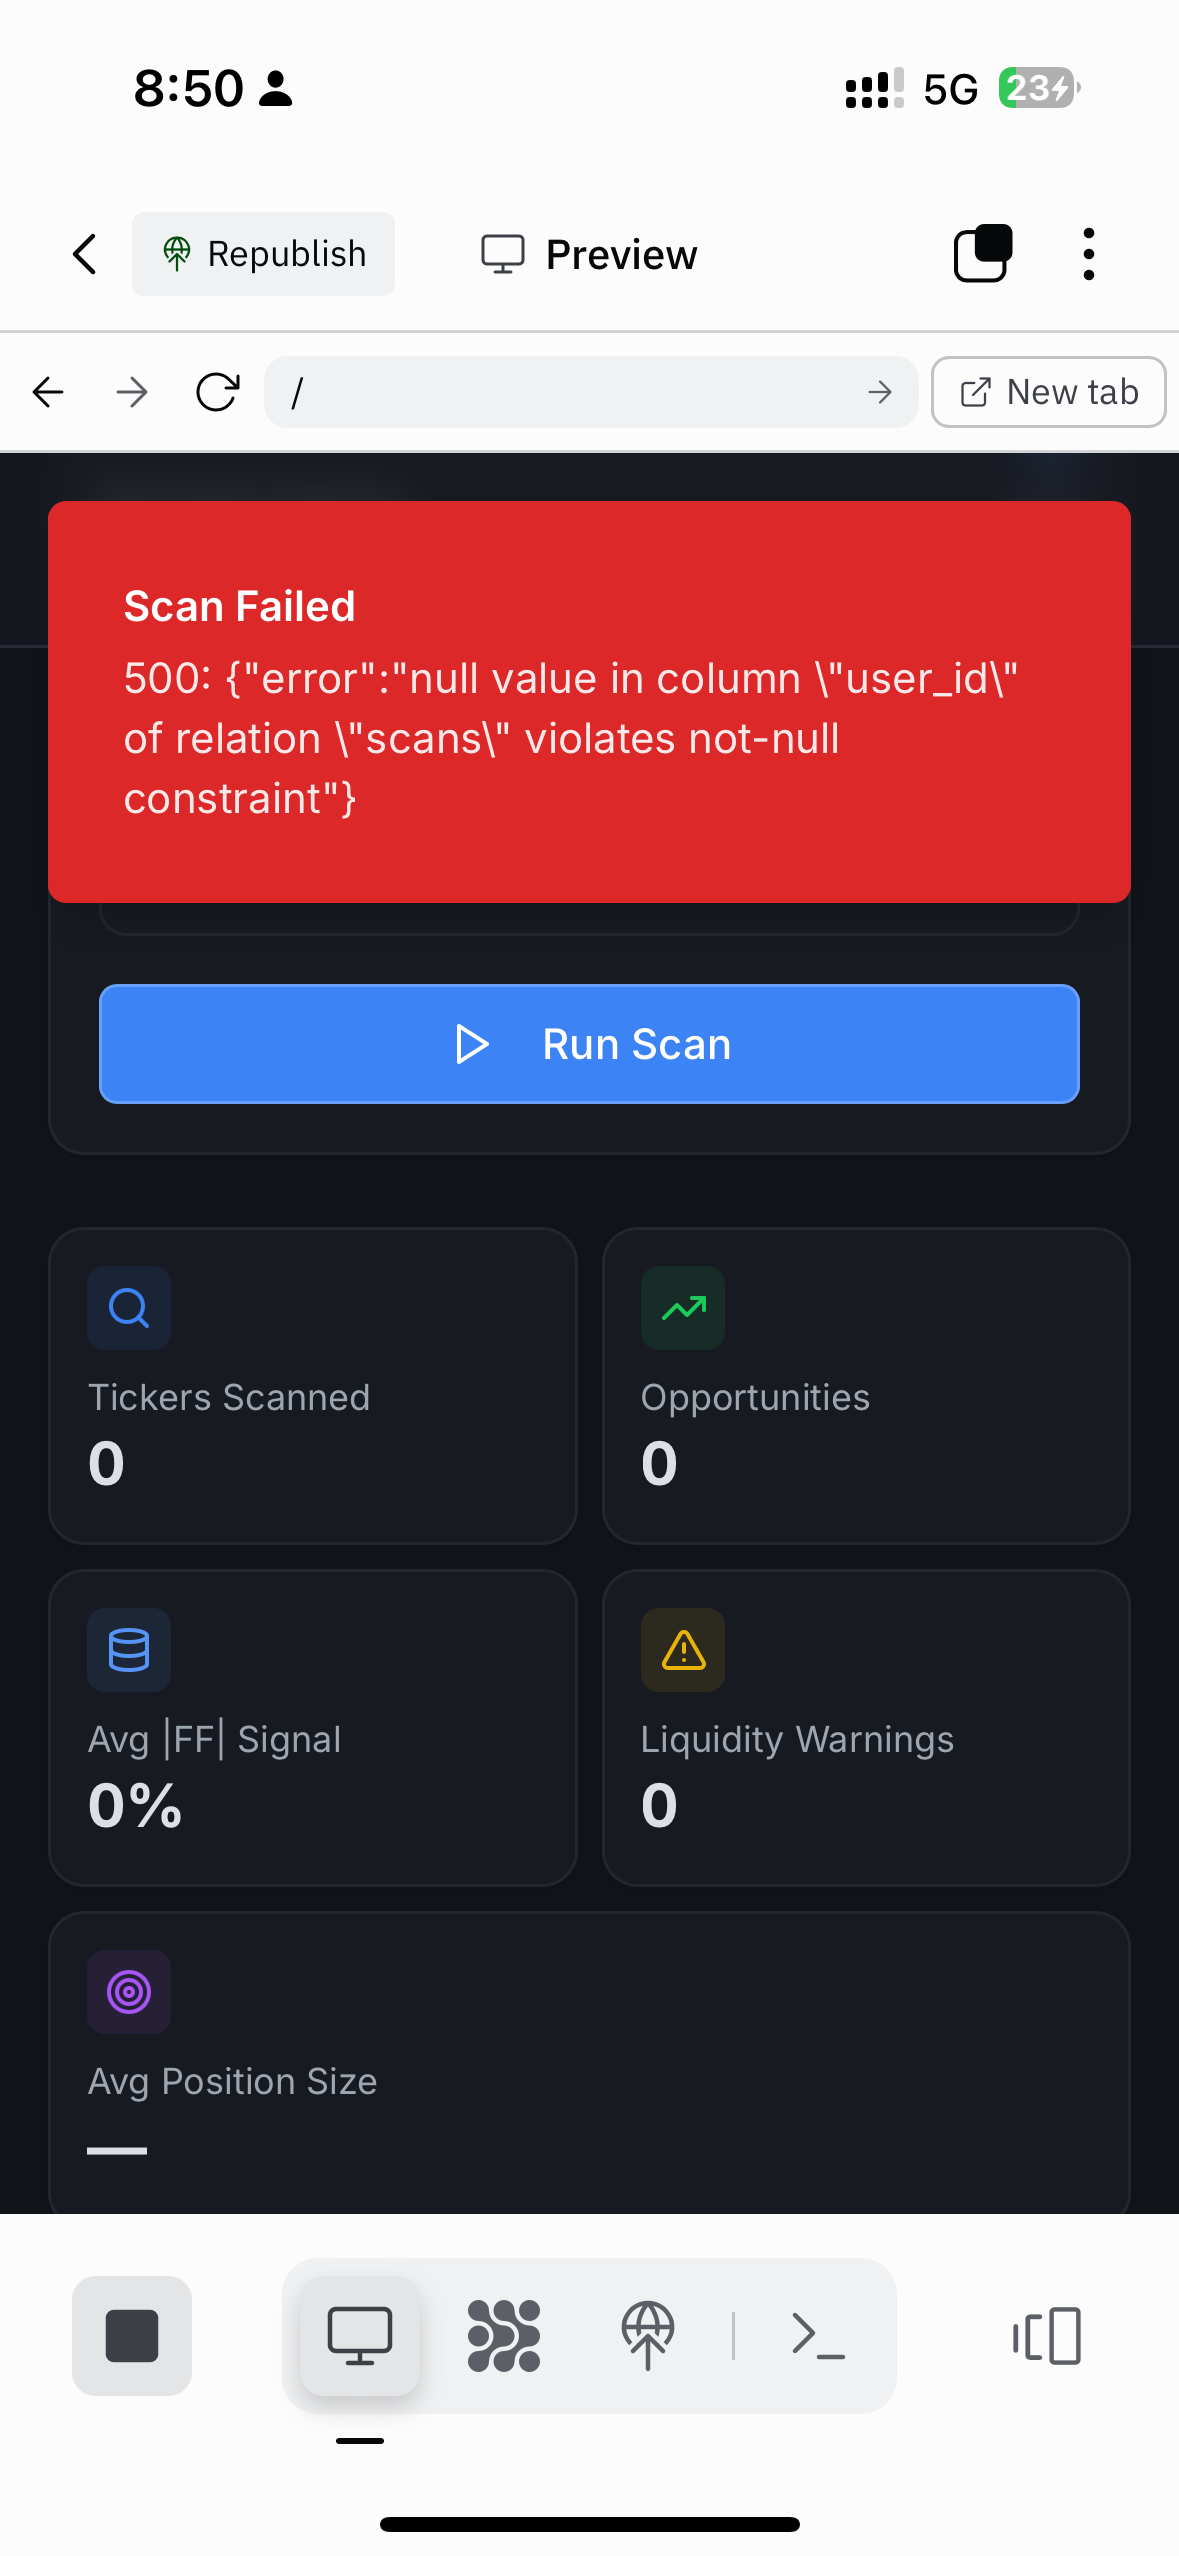 8:50
5G
23
Republish
Preview
/
New tab
Scan Failed
500: {"error":"null value in column \"user_id\"
of relation \"scans\" violates not-null
constraint"}
Run Scan
Tickers Scanned
0
Opportunities
0
Avg |FF| Signal
0%
Liquidity Warnings
0
Avg Position Size
—